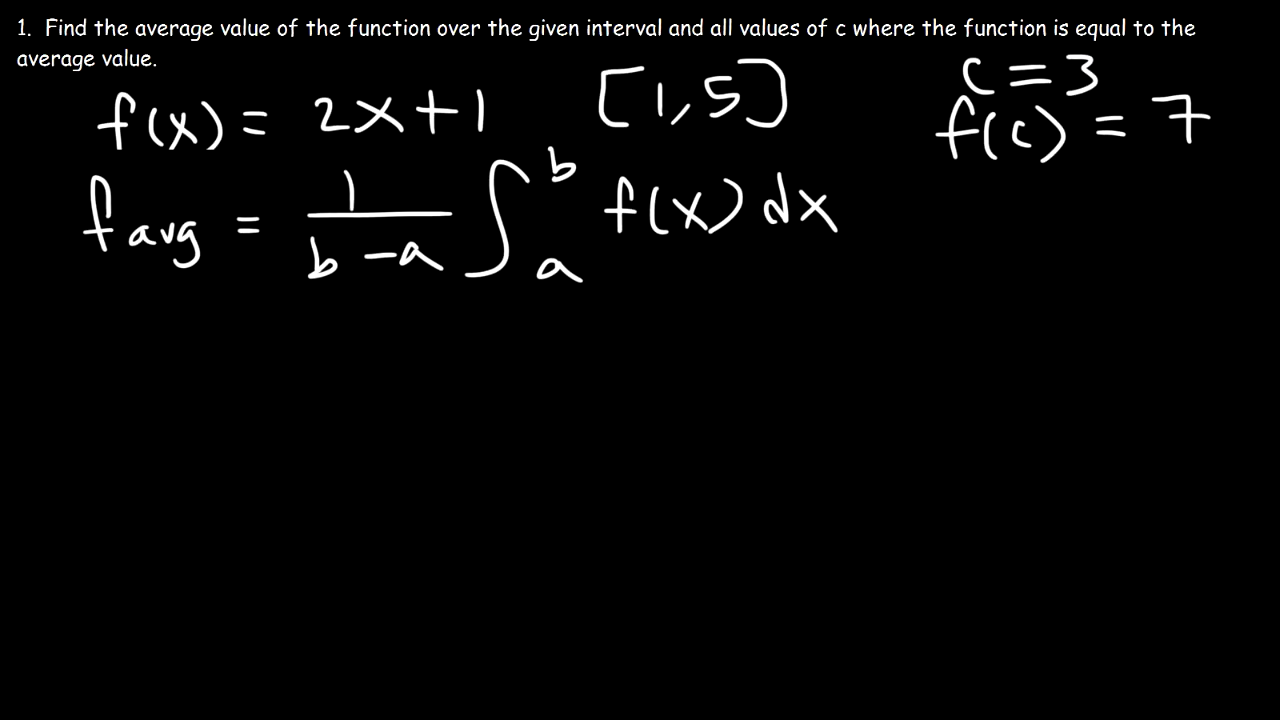 1. Find the average value of the function over the given interval and all values of c where the function is equal to the
average value.
f(x) = 2x+1 [1,5] c = 3
f(c) = 7
f avg = 1/(b-a) ∫_a^b f(x) dx